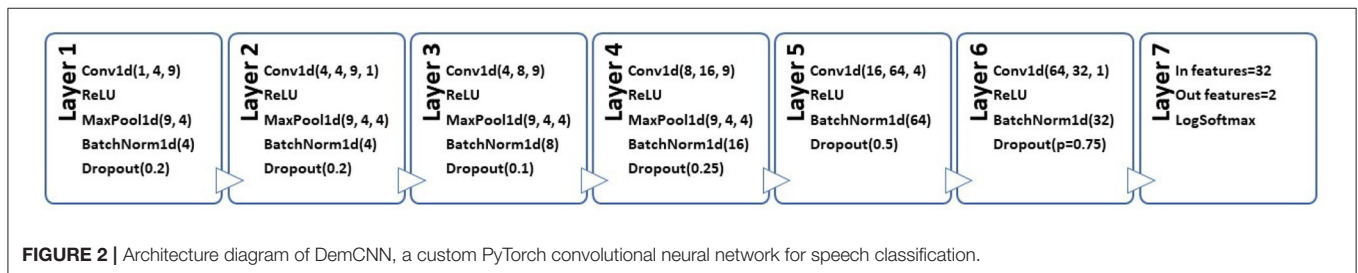 Layer 1
Conv1d(1, 4, 9)
ReLU
MaxPool1d(9, 4)
BatchNorm1d(4)
Dropout(0.2)
Layer 2
Conv1d(4, 4, 9, 1)
ReLU
MaxPool1d(9, 4, 4)
BatchNorm1d(4)
Dropout(0.2)
Layer 3
Conv1d(4, 8, 9)
ReLU
MaxPool1d(9, 4, 4)
BatchNorm1d(8)
Dropout(0.1)
Layer 4
Conv1d(8, 16, 9)
ReLU
MaxPool1d(9, 4, 4)
BatchNorm1d(16)
Dropout(0.25)
Layer 5
Conv1d(16, 64, 4)
ReLU
BatchNorm1d(64)
Dropout(0.5)
Layer 6
Conv1d(64, 32, 1)
ReLU
BatchNorm1d(32)
Dropout(p=0.75)
Layer 7
In features=32
Out features=2
LogSoftmax
FIGURE 2 | Architecture diagram of DemCNN, a custom PyTorch convolutional neural network for speech classification.